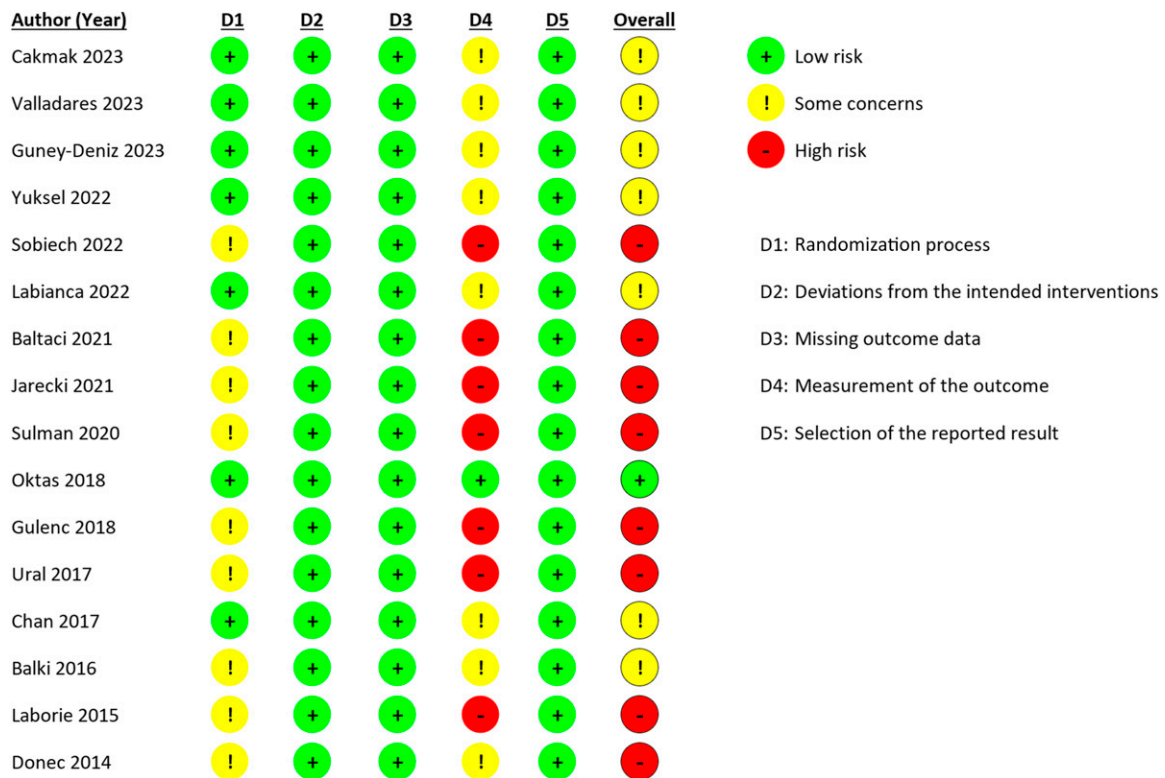 Author (Year) D1 D2 D3 D4 D5 Overall
Cakmak 2023 + + + ! + ! + Low risk
Valladares 2023 + + + ! + ! ! Some concerns
Guney-Deniz 2023 + + + ! + ! - High risk
Yuksel 2022 + + + ! + !
Sobiech 2022 ! + + - + - D1: Randomization process
Labianca 2022 + + + ! + ! D2: Deviations from the intended interventions
Baltaci 2021 ! + + - + - D3: Missing outcome data
Jarecki 2021 ! + + - + - D4: Measurement of the outcome
Sulman 2020 ! + + - + - D5: Selection of the reported result
Oktas 2018 + + + + + +
Gulenc 2018 ! + + - + -
Ural 2017 ! + + - + -
Chan 2017 + + + ! + !
Balki 2016 ! + + ! + !
Laborie 2015 ! + + - + -
Donec 2014 ! + + ! + -